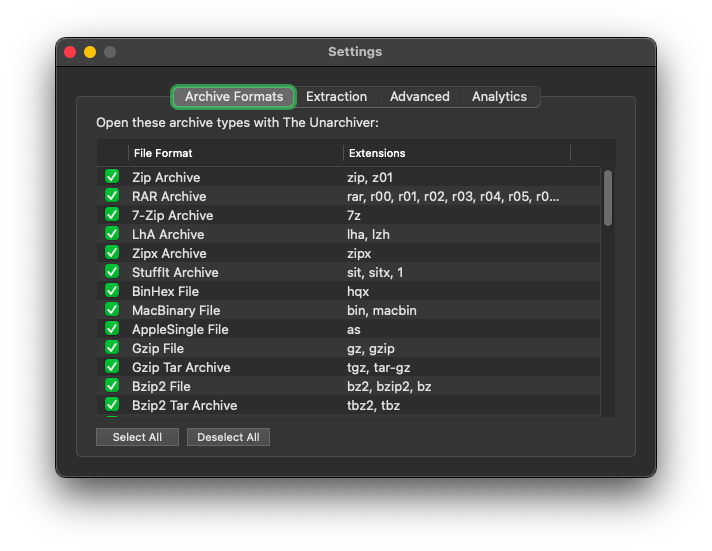 Settings
Archive Formats Extraction Advanced Analytics
Open these archive types with The Unarchiver:
File Format Extensions
Zip Archive zip, z01
RAR Archive rar, r00, r01, r02, r03, r04, r05, r0...
7-Zip Archive 7z
LhA Archive lha, lzh
Zipx Archive zipx
StuffIt Archive sit, sitx, 1
BinHex File hqx
MacBinary File bin, macbin
AppleSingle File as
Gzip File gz, gzip
Gzip Tar Archive tgz, tar-gz
Bzip2 File bz2, bzip2, bz
Bzip2 Tar Archive tbz2, tbz
Select All Deselect All